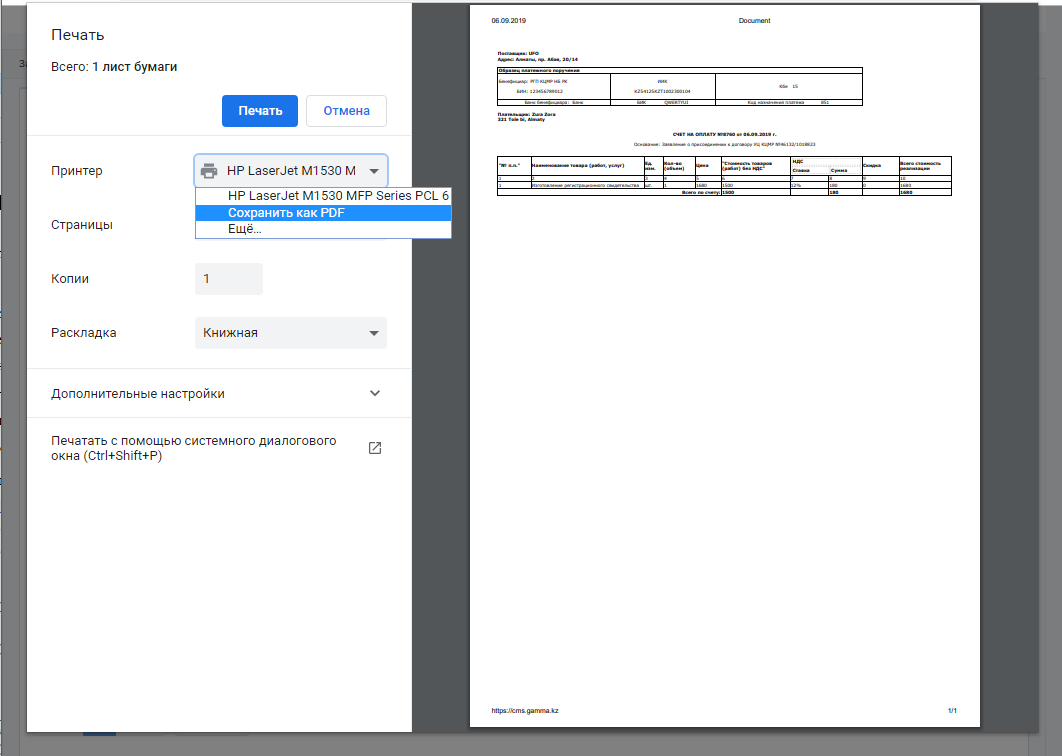 Печать
Всего: 1 лист бумаги
Печать
Отмена
Принтер
HP LaserJet M1530 M
HP LaserJet M1530 MFP Series PCL 6
Сохранить как PDF
Ещё...
Страницы
Копии
1
Раскладка
Книжная
Дополнительные настройки
Печатать с помощью системного диалогового
окна (Ctrl+Shift+P)
06.09.2019 Document
Поставщик: UFO
Адрес: Алматы, пр. Абая, 20/14
Образец платежного поручения
Бенефициар: РГП КЦМР НБ РК
БИН: 123456789012
ИИК
KZ54125KZT1002300104
Кбе 15
Банк бенефициара: Банк
БИК QWERTYUI
Код назначения платежа 851
Плательщик: Zura Zora
321 Tole bi, Almaty
СЧЕТ НА ОПЛАТУ №8760 от 06.09.2019 г.
Основание: Заявление о присоединении к договору УЦ КЦМР №46132/1018823
"№ п.п." Наименование товара (работ, услуг) Ед. изм. Кол-во (объем) Цена "Стоимость товаров (работ) без НДС" НДС Ставка Сумма Скидка Всего стоимость реализации
1 2 3 4 5 6 7 8 9 10
1 Изготовление регистрационного свидетельства шт. 1 1680 1500 12% 180 0 1680
Всего по счету: 1500 180 1680
https://cms.gamma.kz 1/1